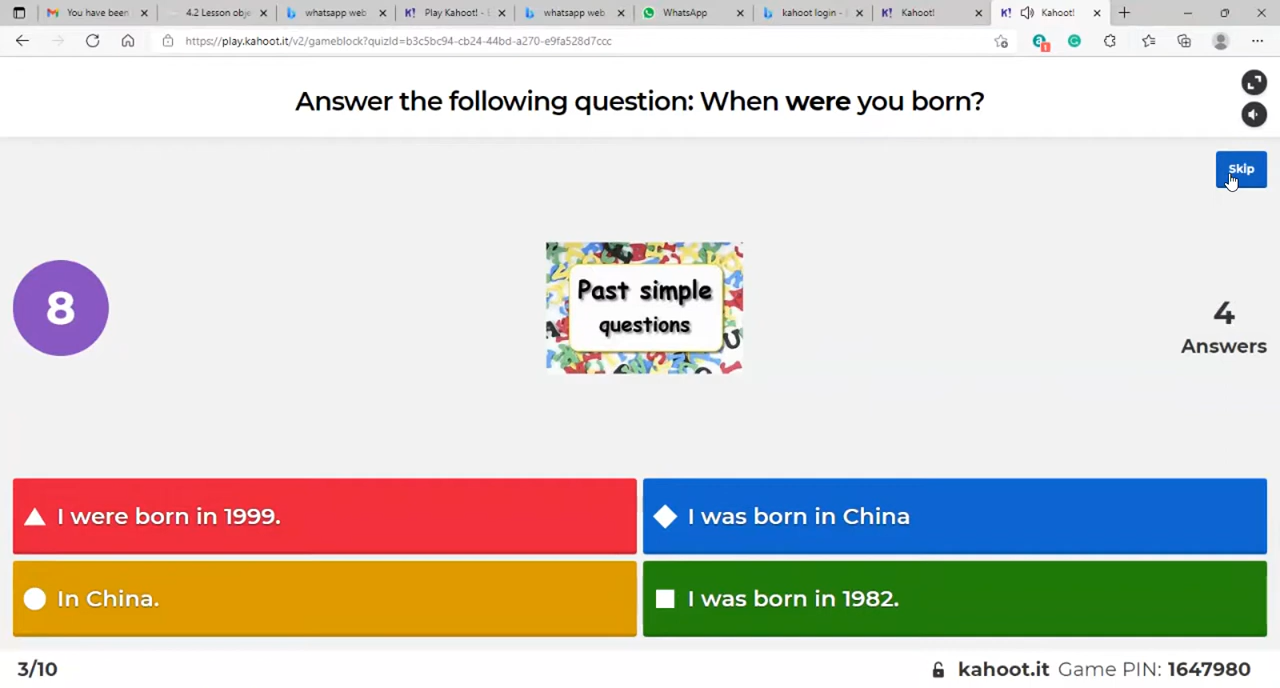 You have been
4.2 Lesson obje
whatsapp web
Play Kahoot! - E
whatsapp web
WhatsApp
kahoot login -
Kahoot!
Kahoot!
https://play.kahoot.it/v2/gameblock?quizId=b3c5bc94-cb24-44bd-a270-e9fa528d7ccc
1
Answer the following question: When were you born?
Skip
8
Past simple
questions
4
Answers
I were born in 1999.
I was born in China
In China.
I was born in 1982.
3/10
kahoot.it Game PIN: 1647980